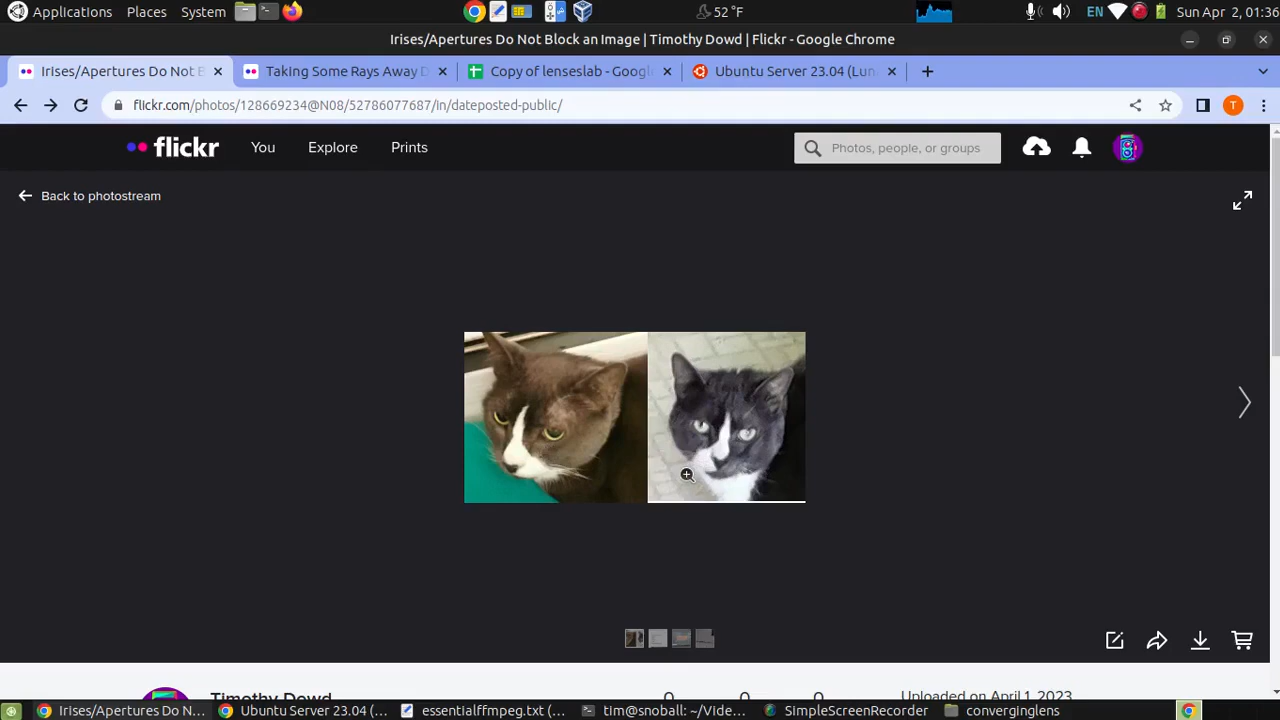 Applications Places System 52 °F EN Sun Apr 2, 01:36
Irises/Apertures Do Not Block an Image | Timothy Dowd | Flickr - Google Chrome
Irises/Apertures Do Not B Taking Some Rays Away D Copy of lenseslab - Googl Ubuntu Server 23.04 (Lun
flickr.com/photos/128669234@N08/52786077687/in/dateposted-public/ T
flickr You Explore Prints Photos, people, or groups
Back to photostream
Timothy Dowd 0 0 0 Uploaded on April 1, 2023
Irises/Apertures Do N... Ubuntu Server 23.04 (... essentialffmpeg.txt (... tim@snoball: ~/Vide... SimpleScreenRecorder converginglens